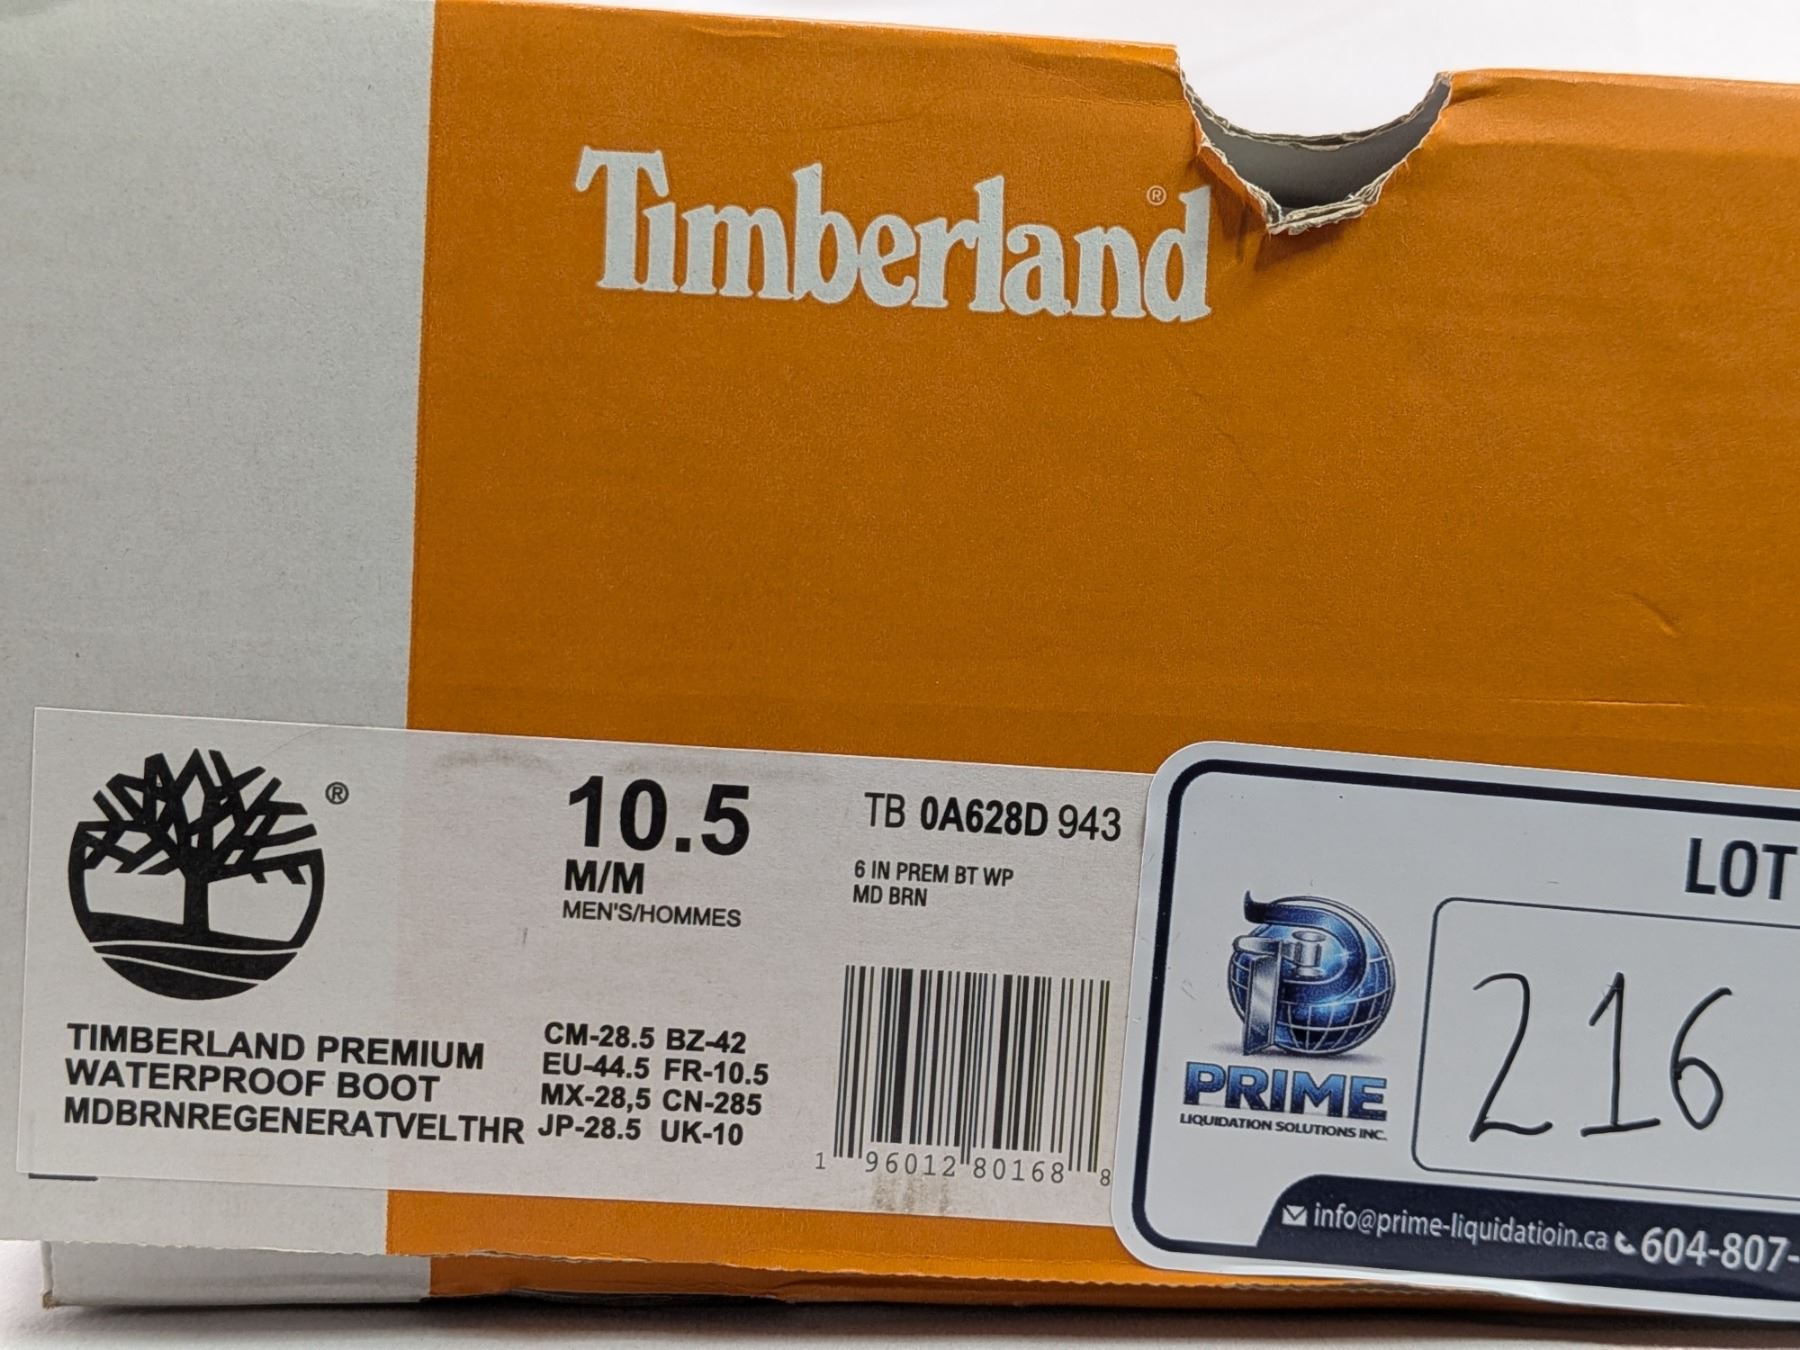 Timberland®
®
10.5
M/M
MEN'S/HOMMES
TB 0A628D 943
6 IN PREM BT WP
MD BRN
TIMBERLAND PREMIUM
WATERPROOF BOOT
MDBRNREGENERATVELTHR
CM-28.5 BZ-42
EU-44.5 FR-10.5
MX-28,5 CN-285
JP-28.5 UK-10
1 96012 80168 8
LOT
216
PRIME
LIQUIDATION SOLUTIONS INC.
info@prime-liquidatioin.ca 604-807-